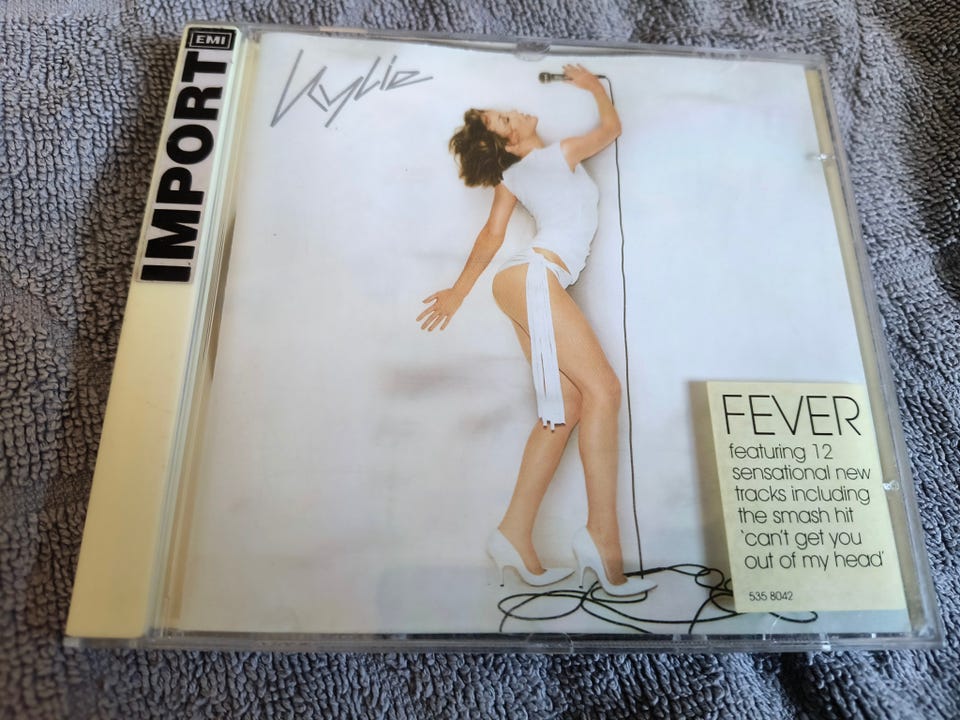 EMI
IMPORT
Kylie
FEVER
featuring 12
sensational new
tracks including
the smash hit
'can't get you
out of my head'
535 8042